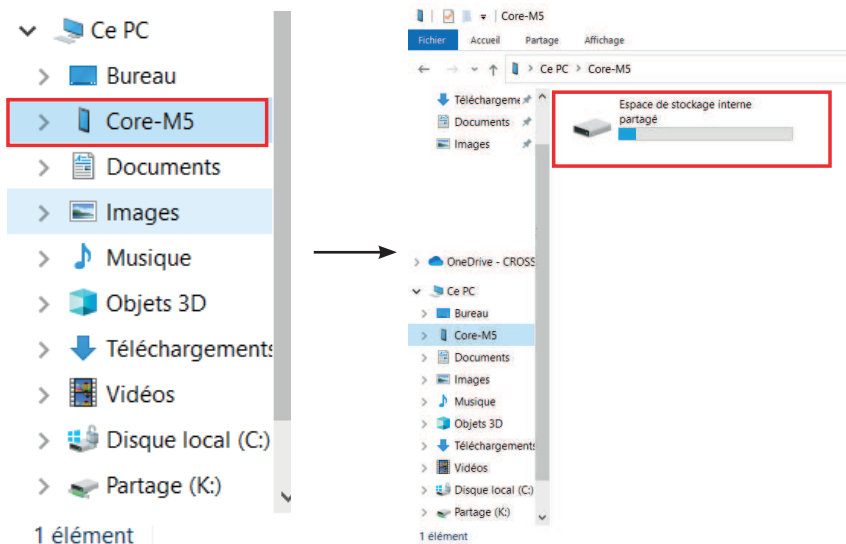 Ce PC
Bureau
Core-M5
Documents
Images
Musique
Objets 3D
Téléchargements
Vidéos
Disque local (C:)
Partage (K:)
1 élément
Core-M5
Fichier Accueil Partage Affichage
Ce PC > Core-M5
Téléchargeme
Documents
Images
OneDrive - CROSS
Ce PC
Bureau
Core-M5
Documents
Images
Musique
Objets 3D
Téléchargements
Vidéos
Disque local (C:)
Partage (K:)
1 élément
Espace de stockage interne
partagé